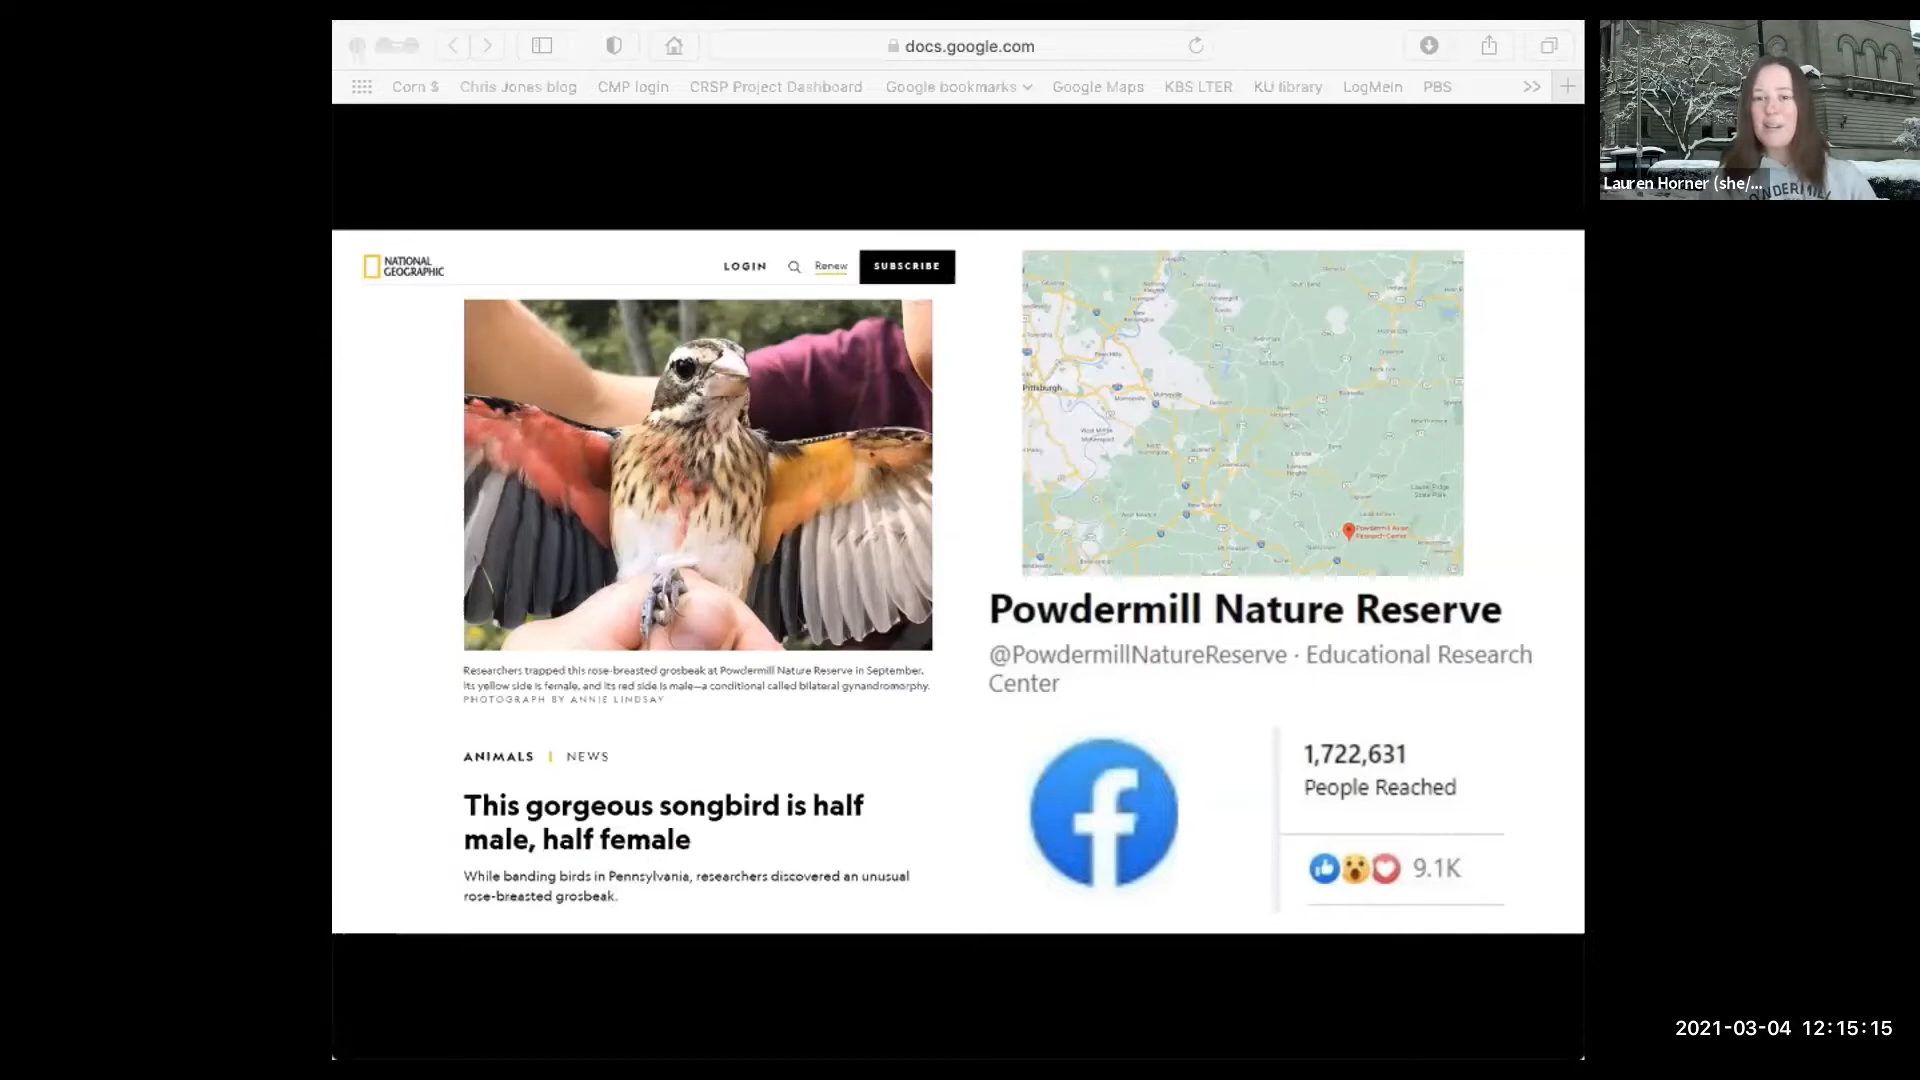 docs.google.com
Corn $ Chris Jones blog CMP login CRSP Project Dashboard Google bookmarks Google Maps KBS LTER KU library LogMeIn PBS >>
Lauren Horner (she/...
NATIONAL
GEOGRAPHIC
LOGIN Renew SUBSCRIBE
Pittsburgh
Researchers trapped this rose-breasted grosbeak at Powdermill Nature Reserve in September.
Its yellow side is female, and its red side is male—a conditional called bilateral gynandromorphy.
PHOTOGRAPH BY ANNIE LINDSAY
ANIMALS | NEWS
This gorgeous songbird is half
male, half female
While banding birds in Pennsylvania, researchers discovered an unusual
rose-breasted grosbeak.
Powdermill Avian
Research Center
Powdermill Nature Reserve
@PowdermillNatureReserve · Educational Research
Center
1,722,631
People Reached
9.1K
2021-03-04 12:15:15